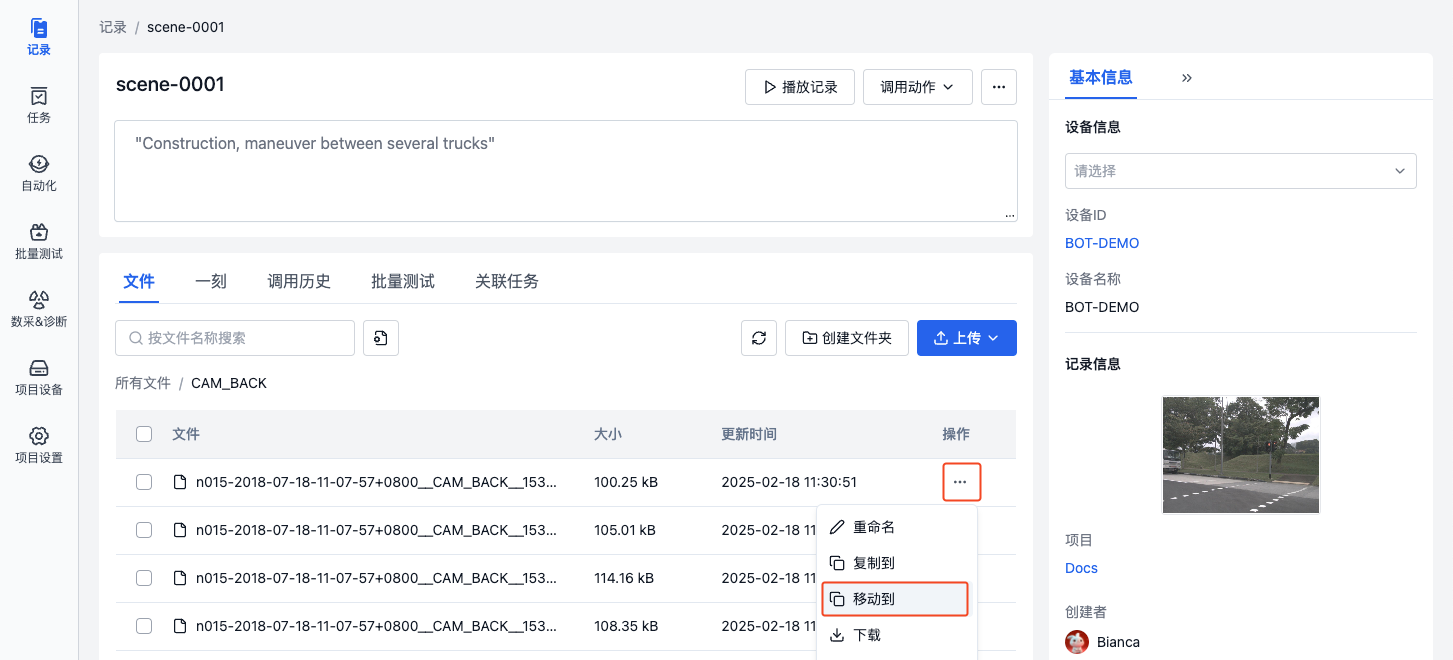 记录
任务
自动化
批量测试
数采&诊断
项目设备
项目设置
记录 / scene-0001
scene-0001
播放记录
调用动作
"Construction, maneuver between several trucks"
文件 一刻 调用历史 批量测试 关联任务
按文件名称搜索
创建文件夹
上传
所有文件 / CAM_BACK
文件 大小 更新时间 操作
n015-2018-07-18-11-07-57+0800__CAM_BACK__153... 100.25 kB 2025-02-18 11:30:51
n015-2018-07-18-11-07-57+0800__CAM_BACK__153... 105.01 kB 2025-02-18 11
n015-2018-07-18-11-07-57+0800__CAM_BACK__153... 114.16 kB 2025-02-18 11
n015-2018-07-18-11-07-57+0800__CAM_BACK__153... 108.35 kB 2025-02-18 11
重命名
复制到
移动到
下载
基本信息
设备信息
请选择
设备ID
BOT-DEMO
设备名称
BOT-DEMO
记录信息
项目
Docs
创建者
Bianca